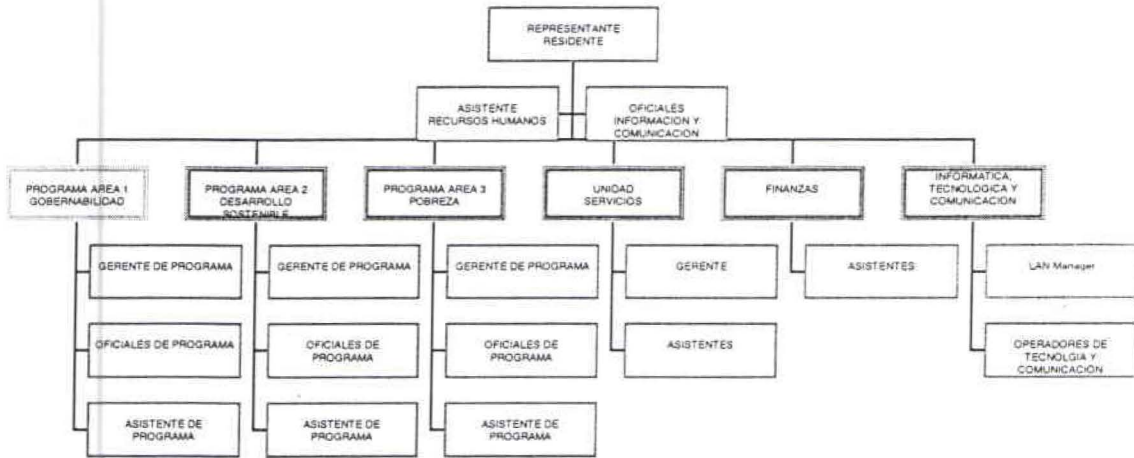 REPRESENTANTE
RESIDENTE
ASISTENTE
RECURSOS HUMANOS
OFICIALES
INFORMACION Y
COMUNICACION
PROGRAMA AREA 1
GOBERNABILIDAD
PROGRAMA AREA 2
DESARROLLO
SOSTENIBLE
PROGRAMA AREA 3
POBREZA
UNIDAD
SERVICIOS
FINANZAS
INFORMATICA,
TECNOLOGICA Y
COMUNICACION
GERENTE DE PROGRAMA
GERENTE DE PROGRAMA
GERENTE DE PROGRAMA
GERENTE
ASISTENTES
LAN Manager
OFICIALES DE PROGRAMA
OFICIALES DE
PROGRAMA
OFICIALES DE
PROGRAMA
ASISTENTES
OPERADORES DE
TECNOLGIA Y
COMUNICACION
ASISTENTE DE
PROGRAMA
ASISTENTE DE
PROGRAMA
ASISTENTE DE
PROGRAMA